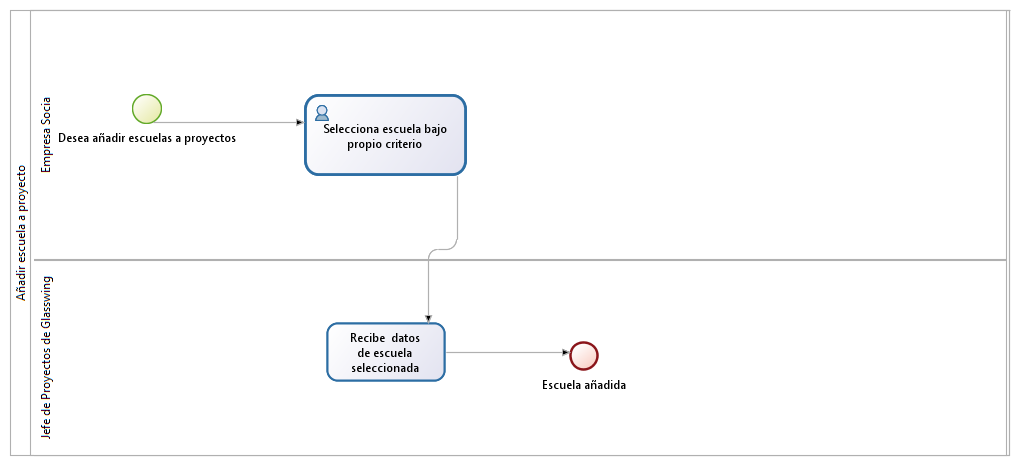 Añadir escuela a proyecto
Empresa Socia
Desea añadir escuelas a proyectos
Selecciona escuela bajo
propio criterio
Jefe de Proyectos de Glasswing
Recibe datos
de escuela
seleccionada
Escuela añadida